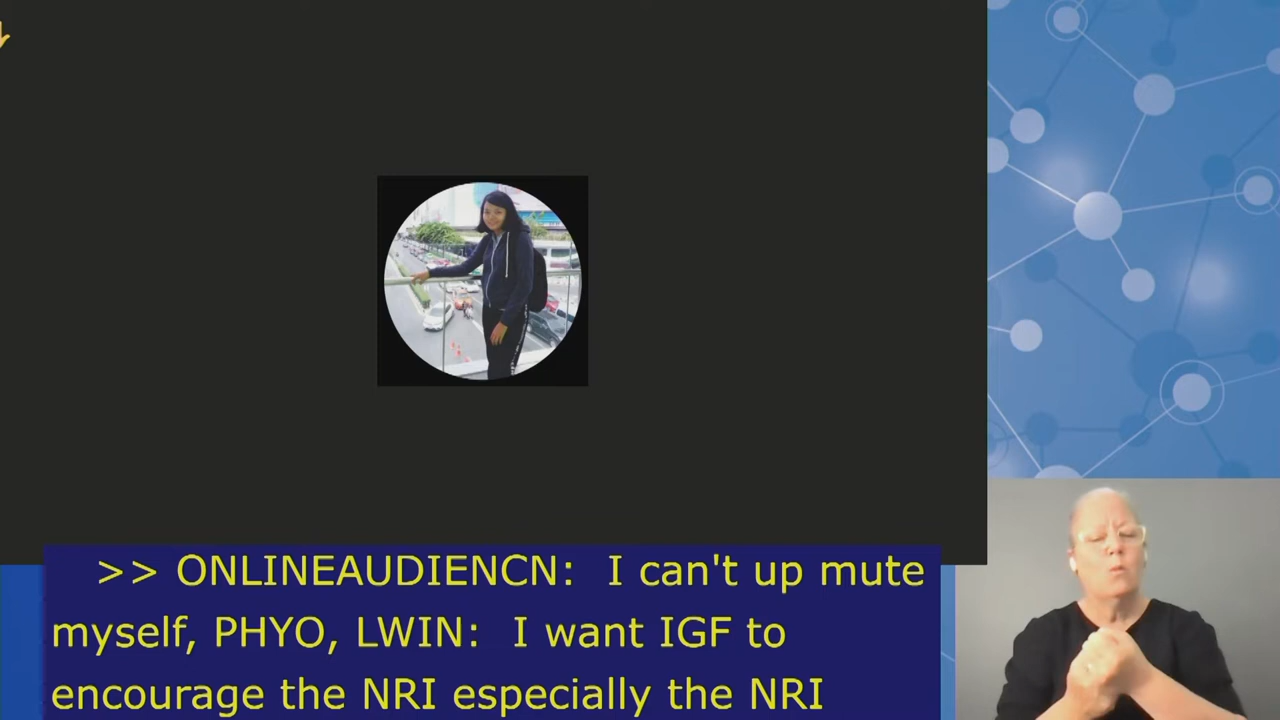 >> ONLINEAUDIENCN: I can't up mute
myself, PHYO, LWIN: I want IGF to
encourage the NRI especially the NRI